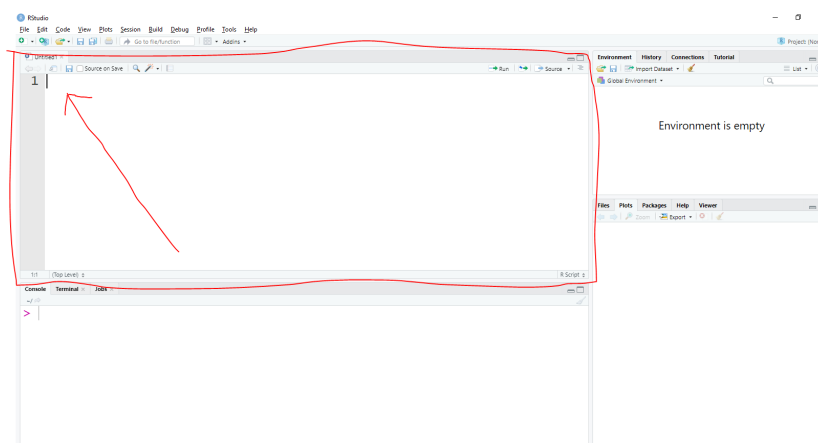 RStudio
File Edit Code View Plots Session Build Debug Profile Tools Help
Go to file/function Addins Project: (Non
Untitled1
Source on Save Run Source
1
1:1 (Top Level) R Script
Console Terminal Jobs
~/
>
Environment History Connections Tutorial
Import Dataset List
Global Environment
Environment is empty
Files Plots Packages Help Viewer
Zoom Export